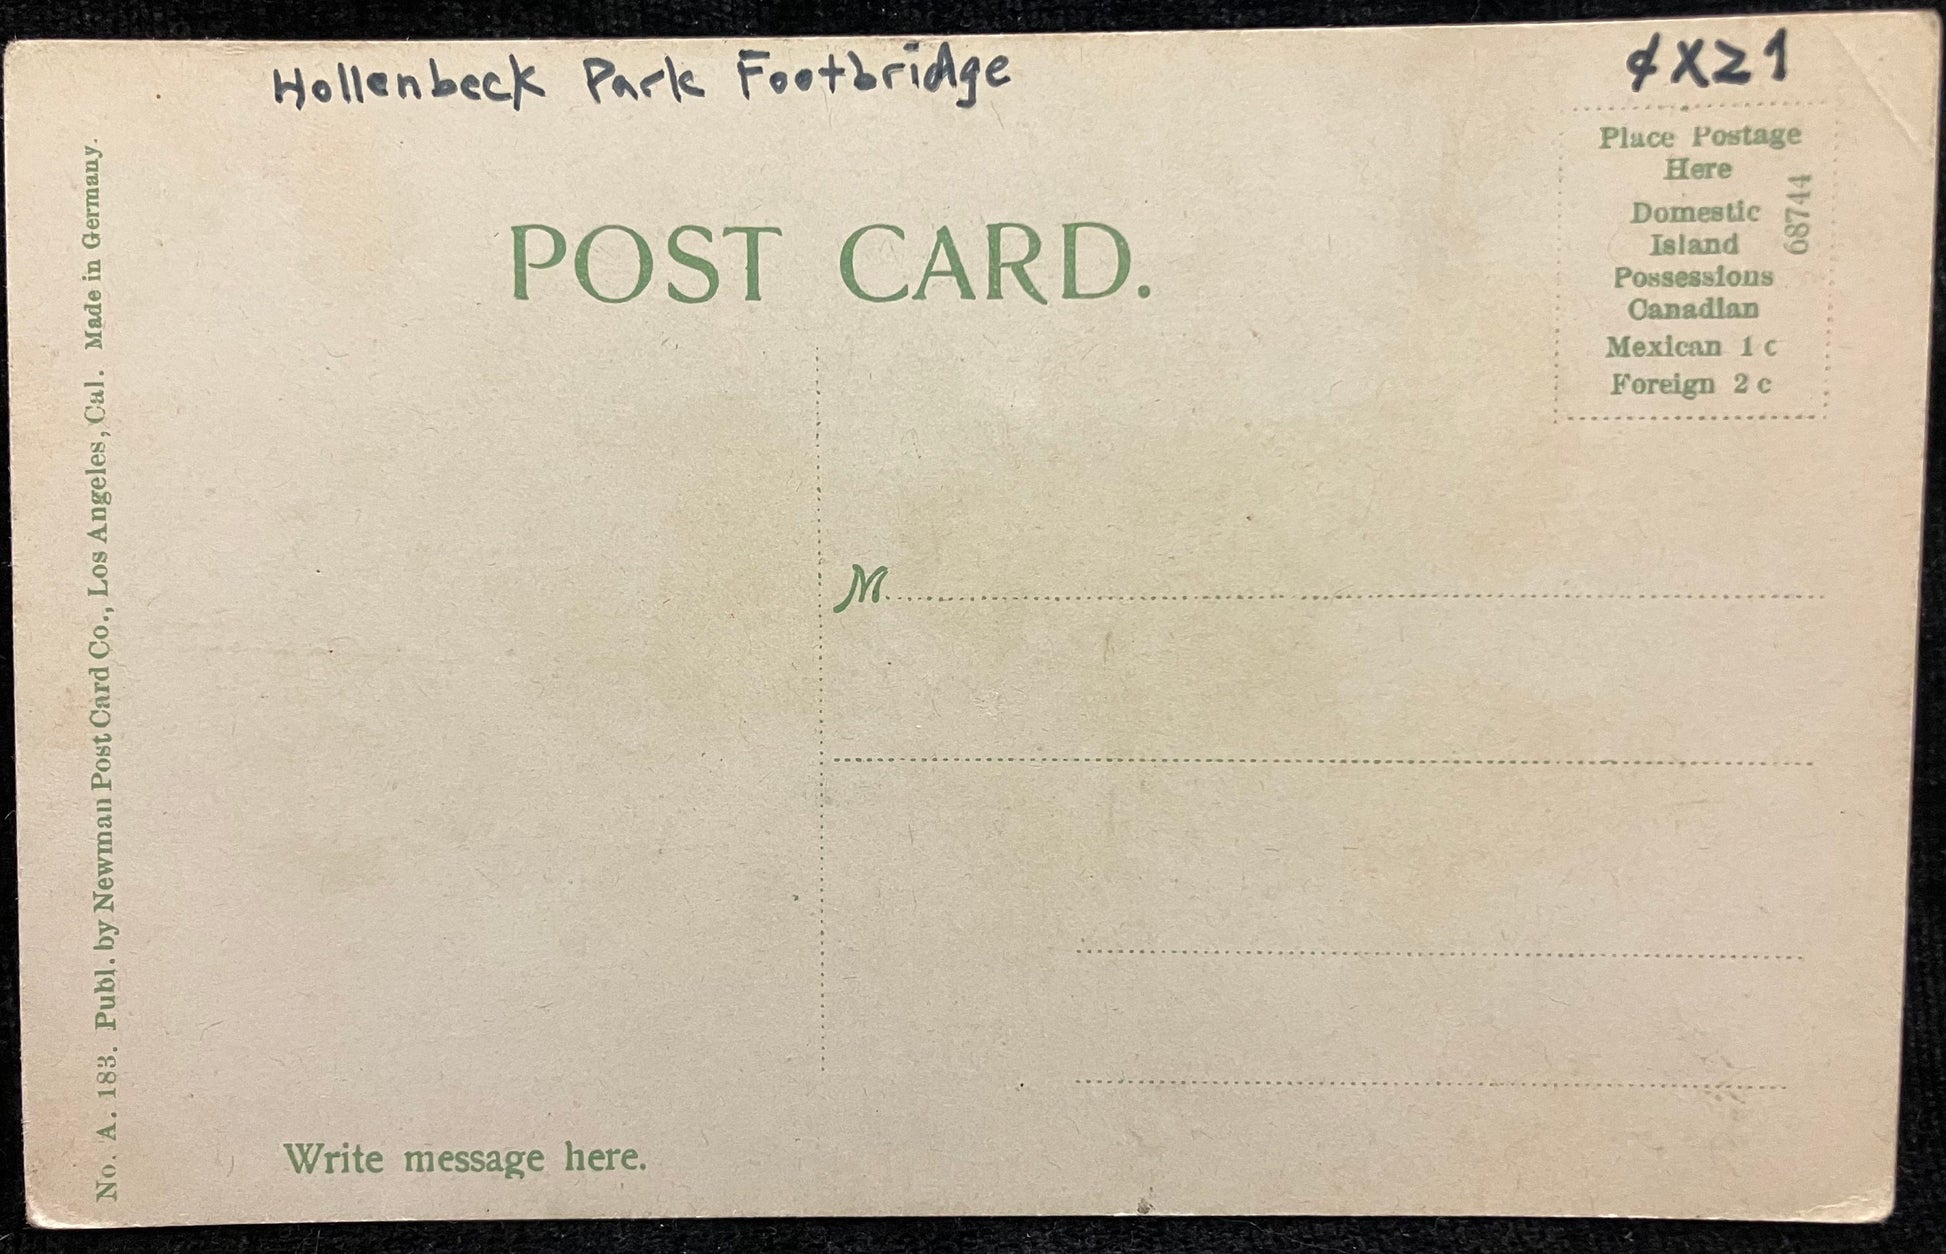 Hollenbeck Park Footbridge
¢XZ1
Place Postage
Here
Domestic
Island
Possessions
Canadian
Mexican 1 c
Foreign 2 c
68744
POST CARD.
M
Write message here.
No. A. 183. Publ. by Newman Post Card Co., Los Angeles, Cal. Made in Germany.